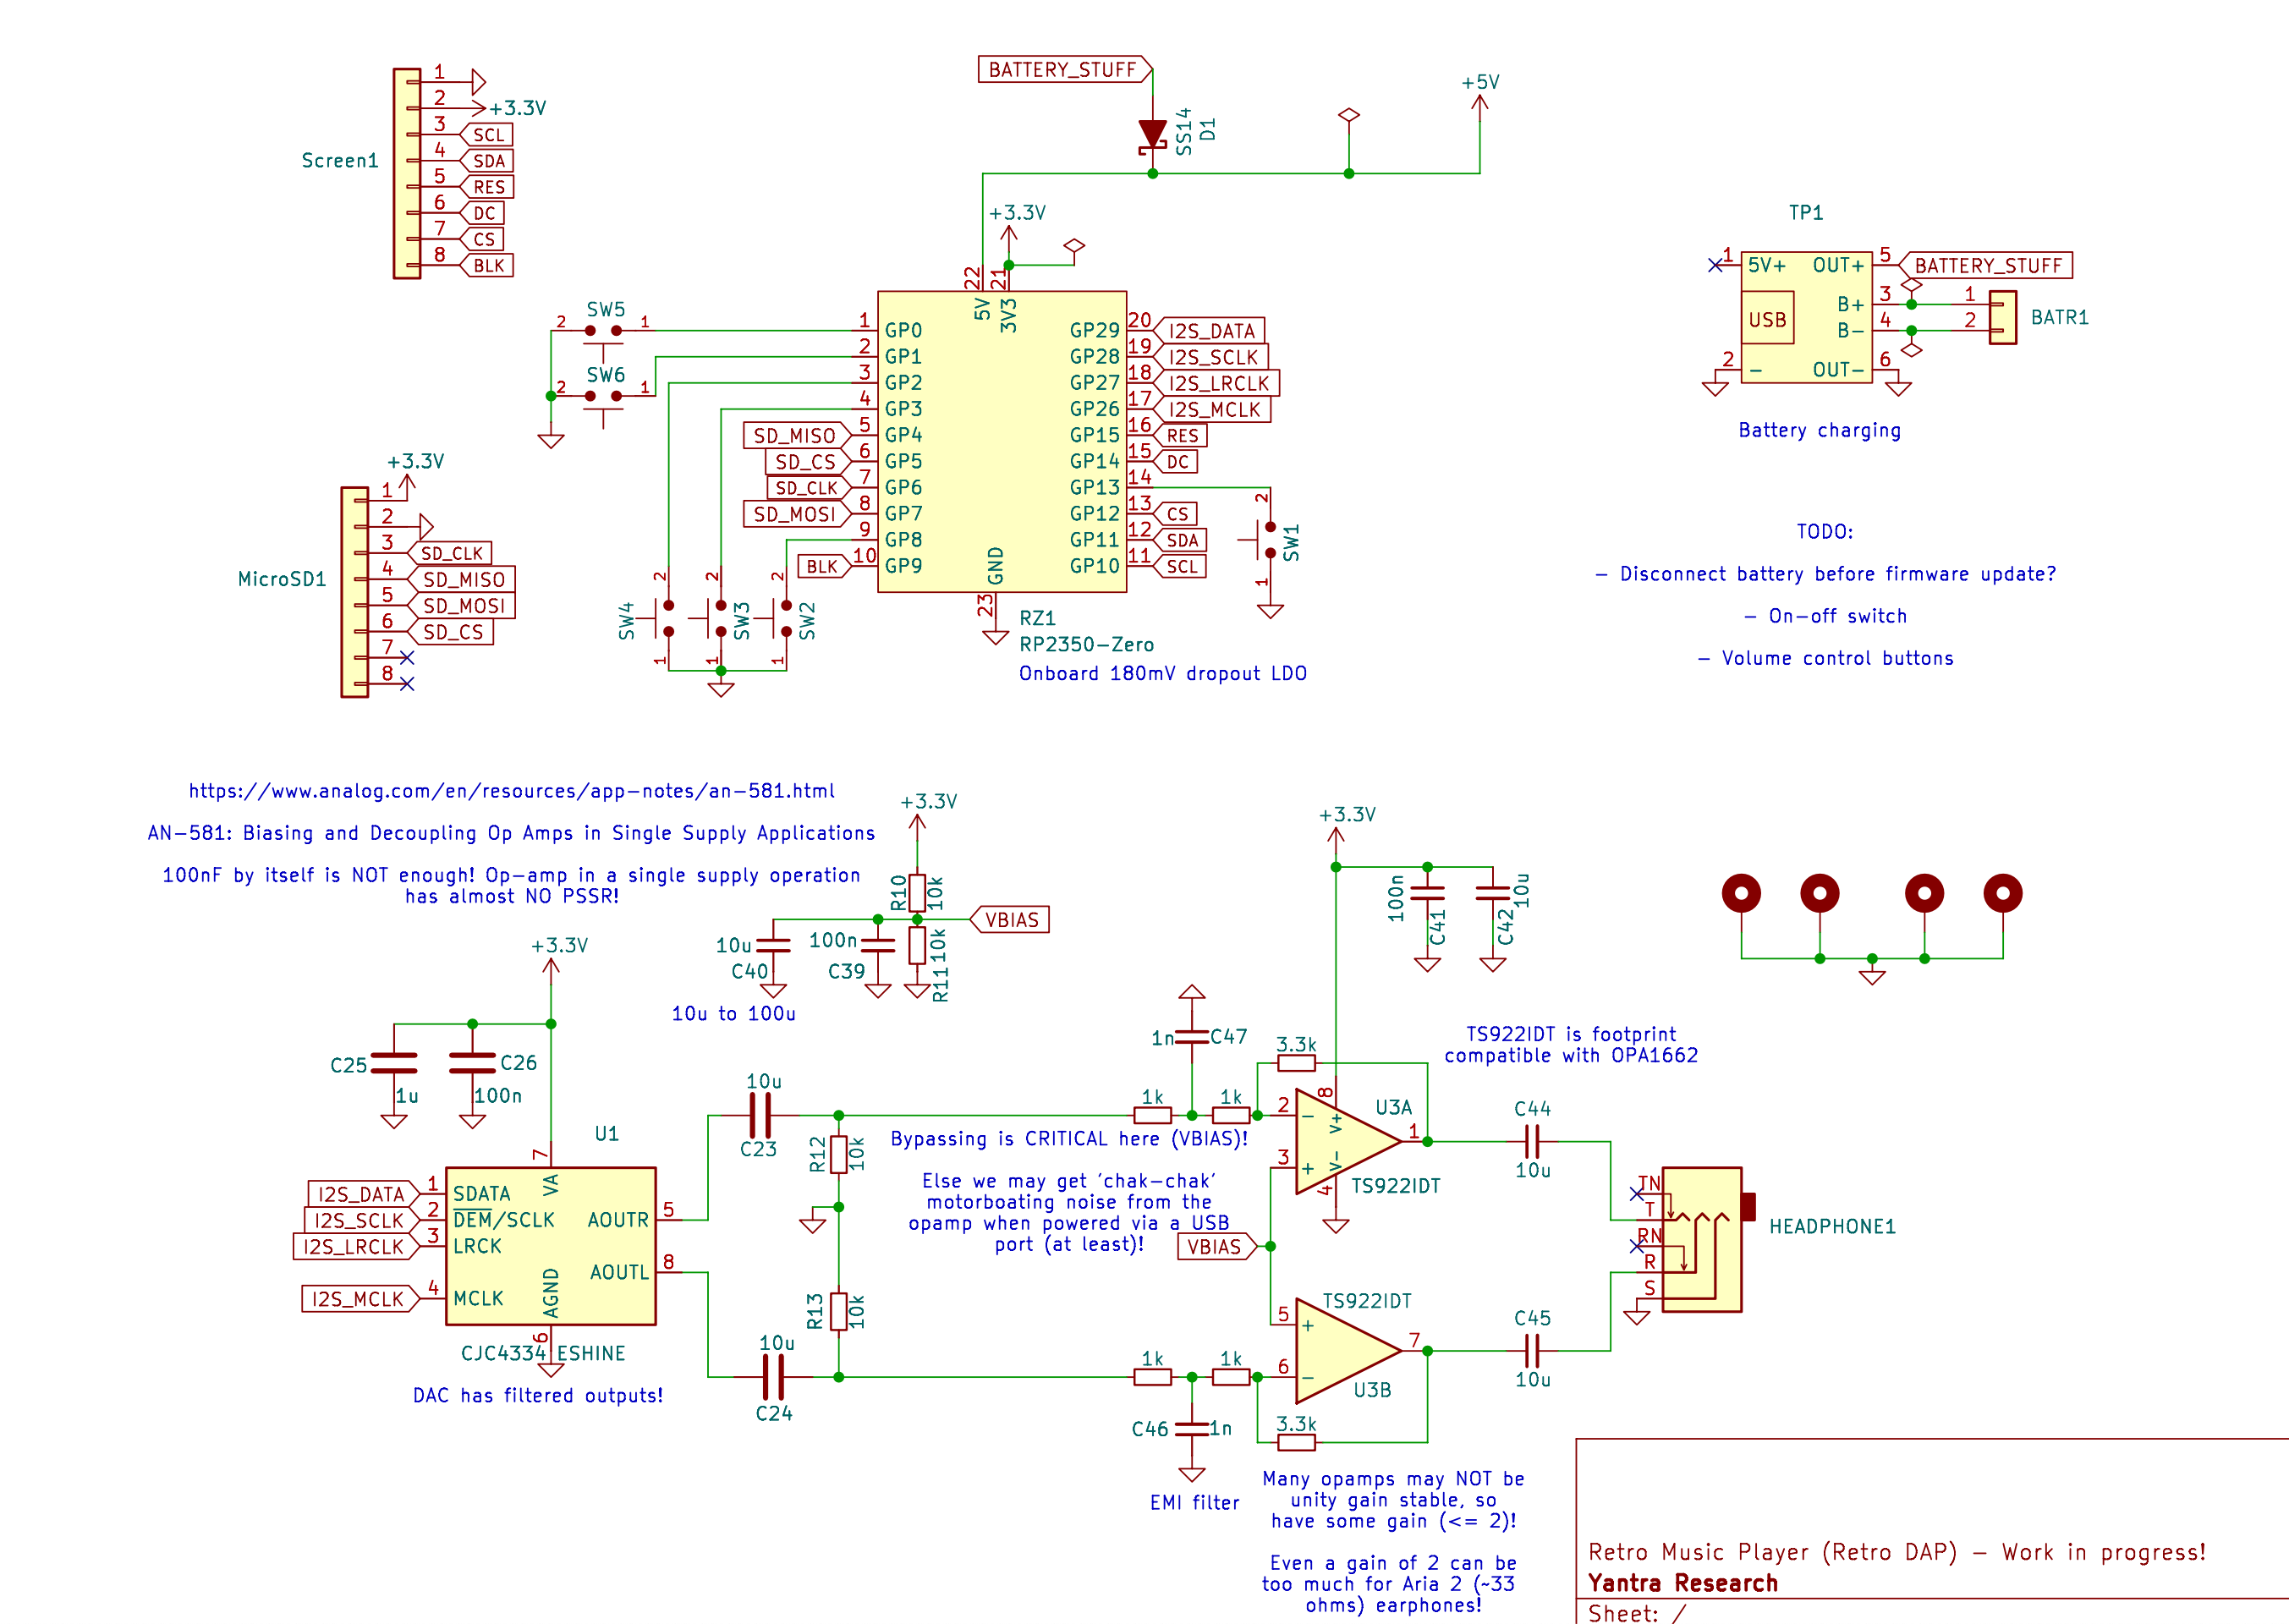 BATTERY_STUFF
SS14
D1
+5V
1
2
3
4
5
6
7
8
+3.3V
SCL
SDA
RES
DC
CS
BLK
Screen1
+3.3V
22
21
5V
3V3
SW5
2
1
SW6
2
1
1
2
3
4
5
6
7
8
9
10
GP0
GP1
GP2
GP3
GP4
GP5
GP6
GP7
GP8
GP9
SD_MISO
SD_CS
SD_CLK
SD_MOSI
BLK
GP29
GP28
GP27
GP26
GP15
GP14
GP13
GP12
GP11
GP10
20
19
18
17
16
15
14
13
12
11
I2S_DATA
I2S_SCLK
I2S_LRCLK
I2S_MCLK
RES
DC
CS
SDA
SCL
GND
23
RZ1
RP2350-Zero
Onboard 180mV dropout LDO
2
SW1
1
2
2
2
SW4
SW3
SW2
1
1
1
TP1
1
5V+
OUT+
5
BATTERY_STUFF
USB
B+
3
B-
4
2
-
OUT-
6
1
2
BATR1
Battery charging
TODO:
- Disconnect battery before firmware update?
- On-off switch
- Volume control buttons
+3.3V
MicroSD1
1
2
3
4
5
6
7
8
SD_CLK
SD_MISO
SD_MOSI
SD_CS
https://www.analog.com/en/resources/app-notes/an-581.html
AN-581: Biasing and Decoupling Op Amps in Single Supply Applications
100nF by itself is NOT enough! Op-amp in a single supply operation
has almost NO PSSR!
+3.3V
R10
10k
VBIAS
10u
C40
100n
C39
R11
10k
10u to 100u
+3.3V
C25
1u
C26
100n
U1
7
VA
1
2
3
4
SDATA
DEM/SCLK
LRCK
MCLK
I2S_DATA
I2S_SCLK
I2S_LRCLK
I2S_MCLK
AOUTR
5
AOUTL
8
AGND
6
CJC4334 ESHINE
DAC has filtered outputs!
10u
C23
R12
10k
R13
10k
10u
C24
Bypassing is CRITICAL here (VBIAS)!
Else we may get 'chak-chak'
motorboating noise from the
opamp when powered via a USB
port (at least)!
VBIAS
+3.3V
100n
C41
10u
C42
1n
C47
1k
1k
3.3k
2
-
3
+
8
V+
V-
4
1
U3A
TS922IDT
TS922IDT is footprint
compatible with OPA1662
C44
10u
TS922IDT
5
+
6
-
7
U3B
C45
10u
1k
1k
3.3k
C46
1n
EMI filter
Many opamps may NOT be
unity gain stable, so
have some gain (<= 2)!
Even a gain of 2 can be
too much for Aria 2 (~33
ohms) earphones!
TN
T
RN
R
S
HEADPHONE1
Retro Music Player (Retro DAP) - Work in progress!
Yantra Research
Sheet: /